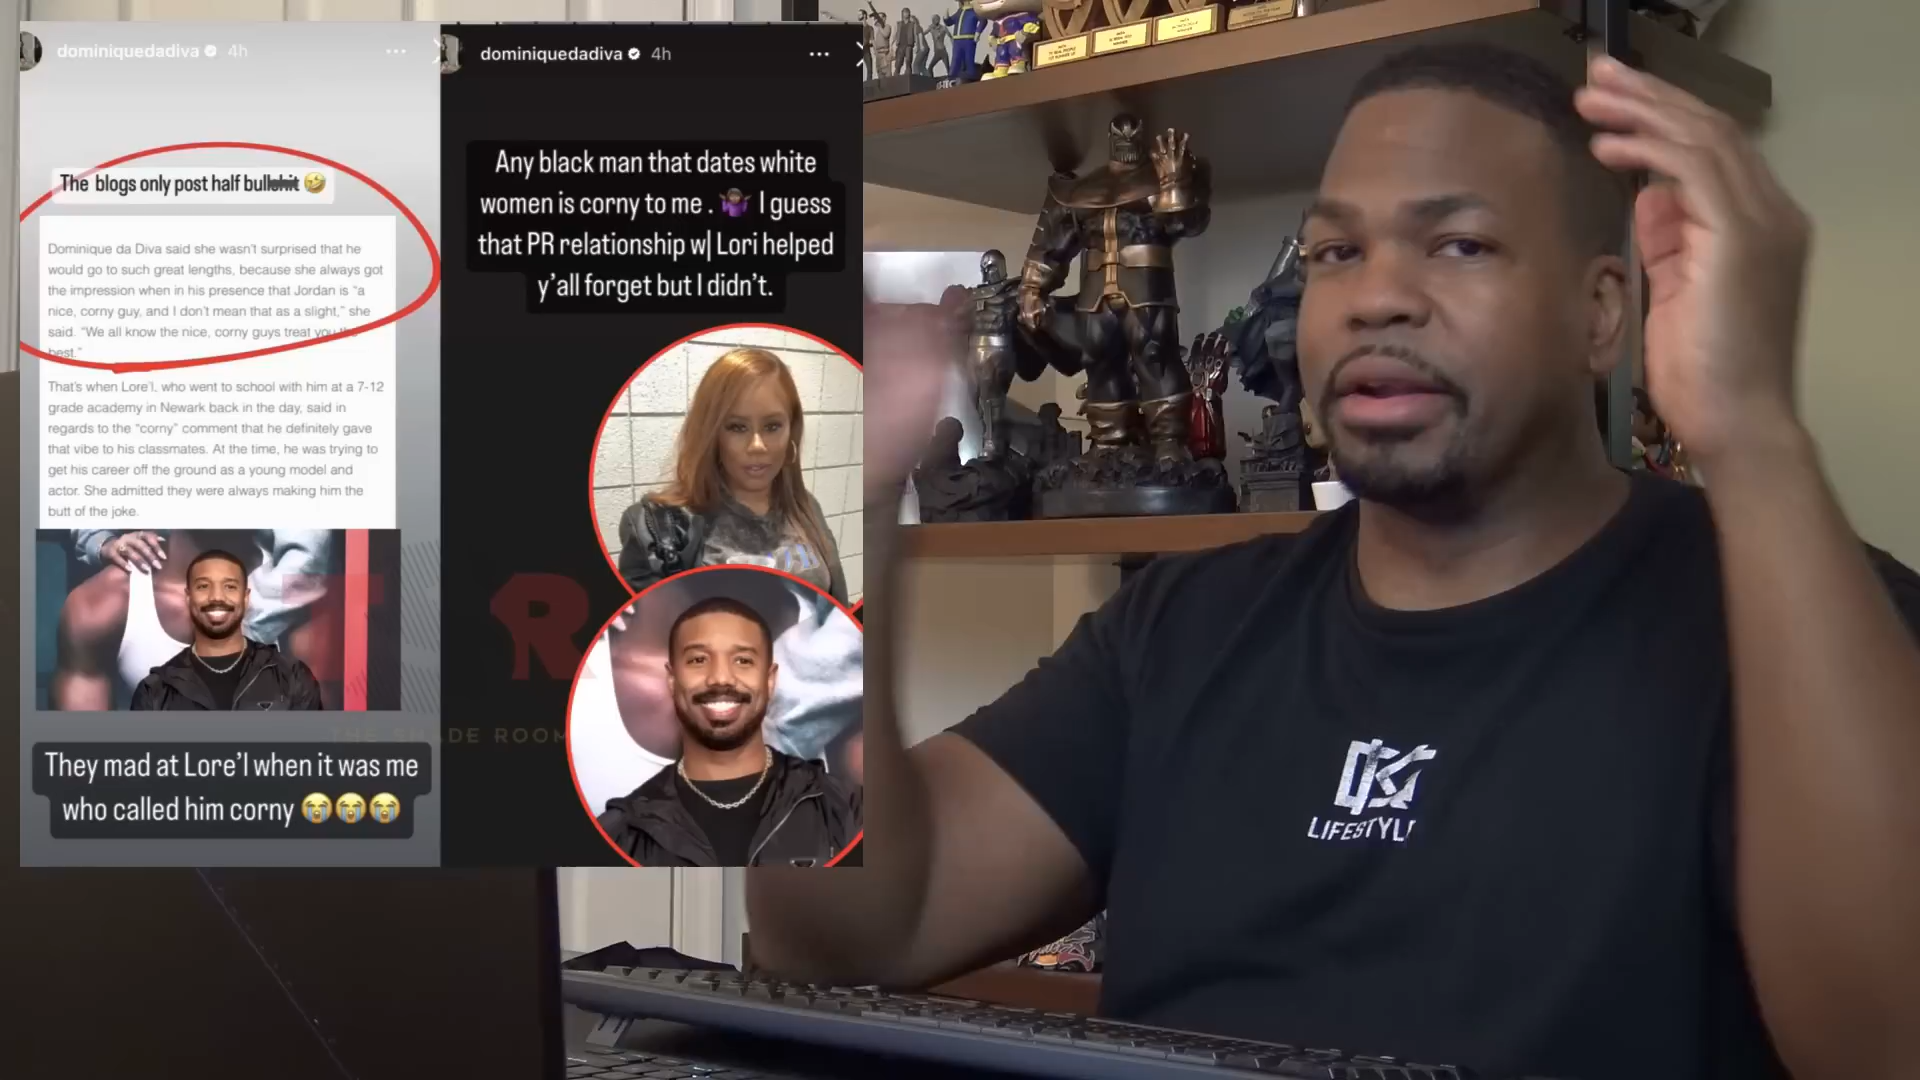 dominiquedadiva 4h
The blogs only post half bullshit 🤣
Dominique da Diva said she wasn't surprised that he
would go to such great lengths, because she always got
the impression when in his presence that Jordan is "a
nice, corny guy, and I don't mean that as a slight," she
said. "We all know the nice, corny guys treat you the
best."
That's when Lore'l, who went to school with him at a 7-12
grade academy in Newark back in the day, said in
regards to the "corny" comment that he definitely gave
that vibe to his classmates. At the time, he was trying to
get his career off the ground as a young model and
actor. She admitted they were always making him the
butt of the joke.
They mad at Lore'l when it was me
who called him corny 😭😭😭
dominiquedadiva 4h
Any black man that dates white
women is corny to me . 🤷🏾‍♀️ I guess
that PR relationship w| Lori helped
y'all forget but I didn't.
T R
THE SHADE ROOM
LIFESTYLE